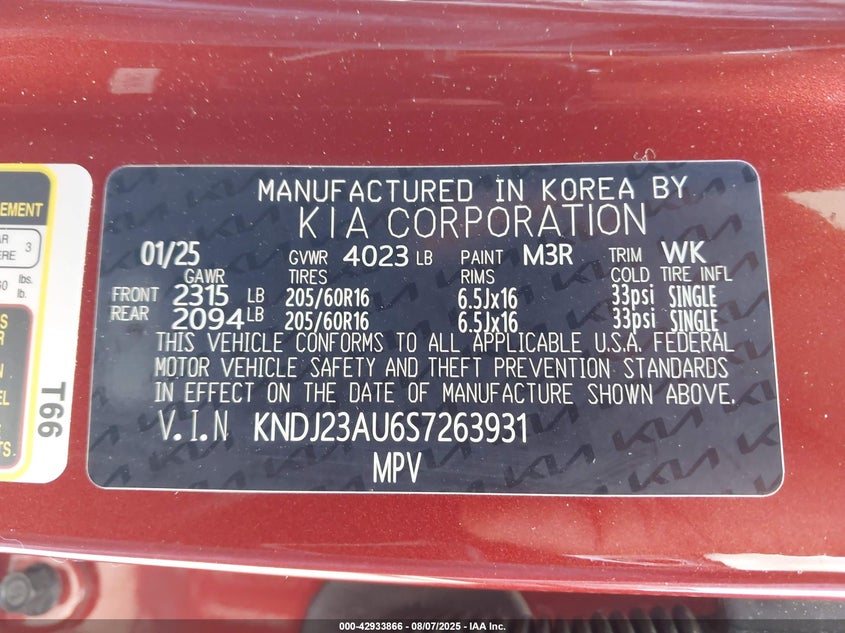 MANUFACTURED IN KOREA BY
KIA CORPORATION
01/25 GVWR 4023 LB PAINT M3R TRIM WK
GAWR TIRES RIMS COLD TIRE INFL
FRONT 2315 LB 205/60R16 6.5Jx16 33psi SINGLE
REAR 2094 LB 205/60R16 6.5Jx16 33psi SINGLE
THIS VEHICLE CONFORMS TO ALL APPLICABLE U.S.A. FEDERAL
MOTOR VEHICLE SAFETY AND THEFT PREVENTION STANDARDS
IN EFFECT ON THE DATE OF MANUFACTURE SHOWN ABOVE.
V.I.N KNDJ23AU6S7263931
MPV
3
lbs.
T66
000-42933866 - 08/07/2025 - IAA Inc.